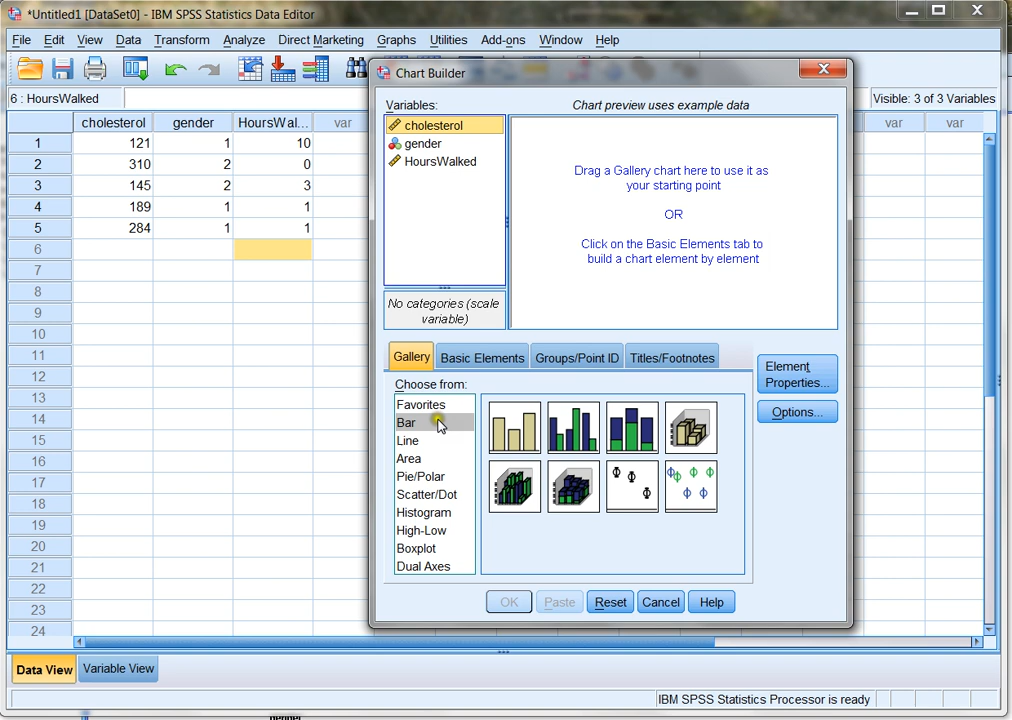 *Untitled1 [DataSet0] - IBM SPSS Statistics Data Editor
File Edit View Data Transform Analyze Direct Marketing Graphs Utilities Add-ons Window Help
6 : HoursWalked
Visible: 3 of 3 Variables
cholesterol gender HoursWal... var var var
1 121 1 10
2 310 2 0
3 145 2 3
4 189 1 1
5 284 1 1
6
7
8
9
10
11
12
13
14
15
16
17
18
19
20
21
22
23
24
Chart Builder
Variables:
Chart preview uses example data
cholesterol
gender
HoursWalked
No categories (scale
variable)
Drag a Gallery chart here to use it as
your starting point
OR
Click on the Basic Elements tab to
build a chart element by element
Gallery Basic Elements Groups/Point ID Titles/Footnotes
Element
Properties...
Options...
Choose from:
Favorites
Bar
Line
Area
Pie/Polar
Scatter/Dot
Histogram
High-Low
Boxplot
Dual Axes
OK Paste Reset Cancel Help
Data View Variable View
IBM SPSS Statistics Processor is ready